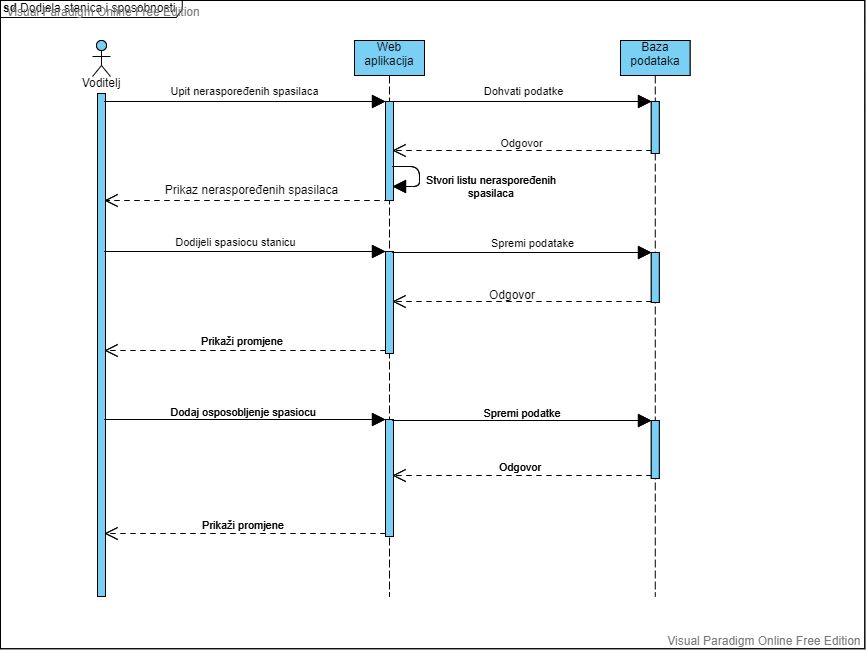 sd Dodjela stanica i sposobnosti
Visual Paradigm Online Free Edition
Voditelj
Web
aplikacija
Baza
podataka
Upit neraspoređenih spasilaca
Dohvati podatke
Odgovor
Stvori listu neraspoređenih
spasilaca
Prikaz neraspoređenih spasilaca
Dodijeli spasiocu stanicu
Spremi podatake
Odgovor
Prikaži promjene
Dodaj osposobljenje spasiocu
Spremi podatke
Odgovor
Prikaži promjene
Visual Paradigm Online Free Edition